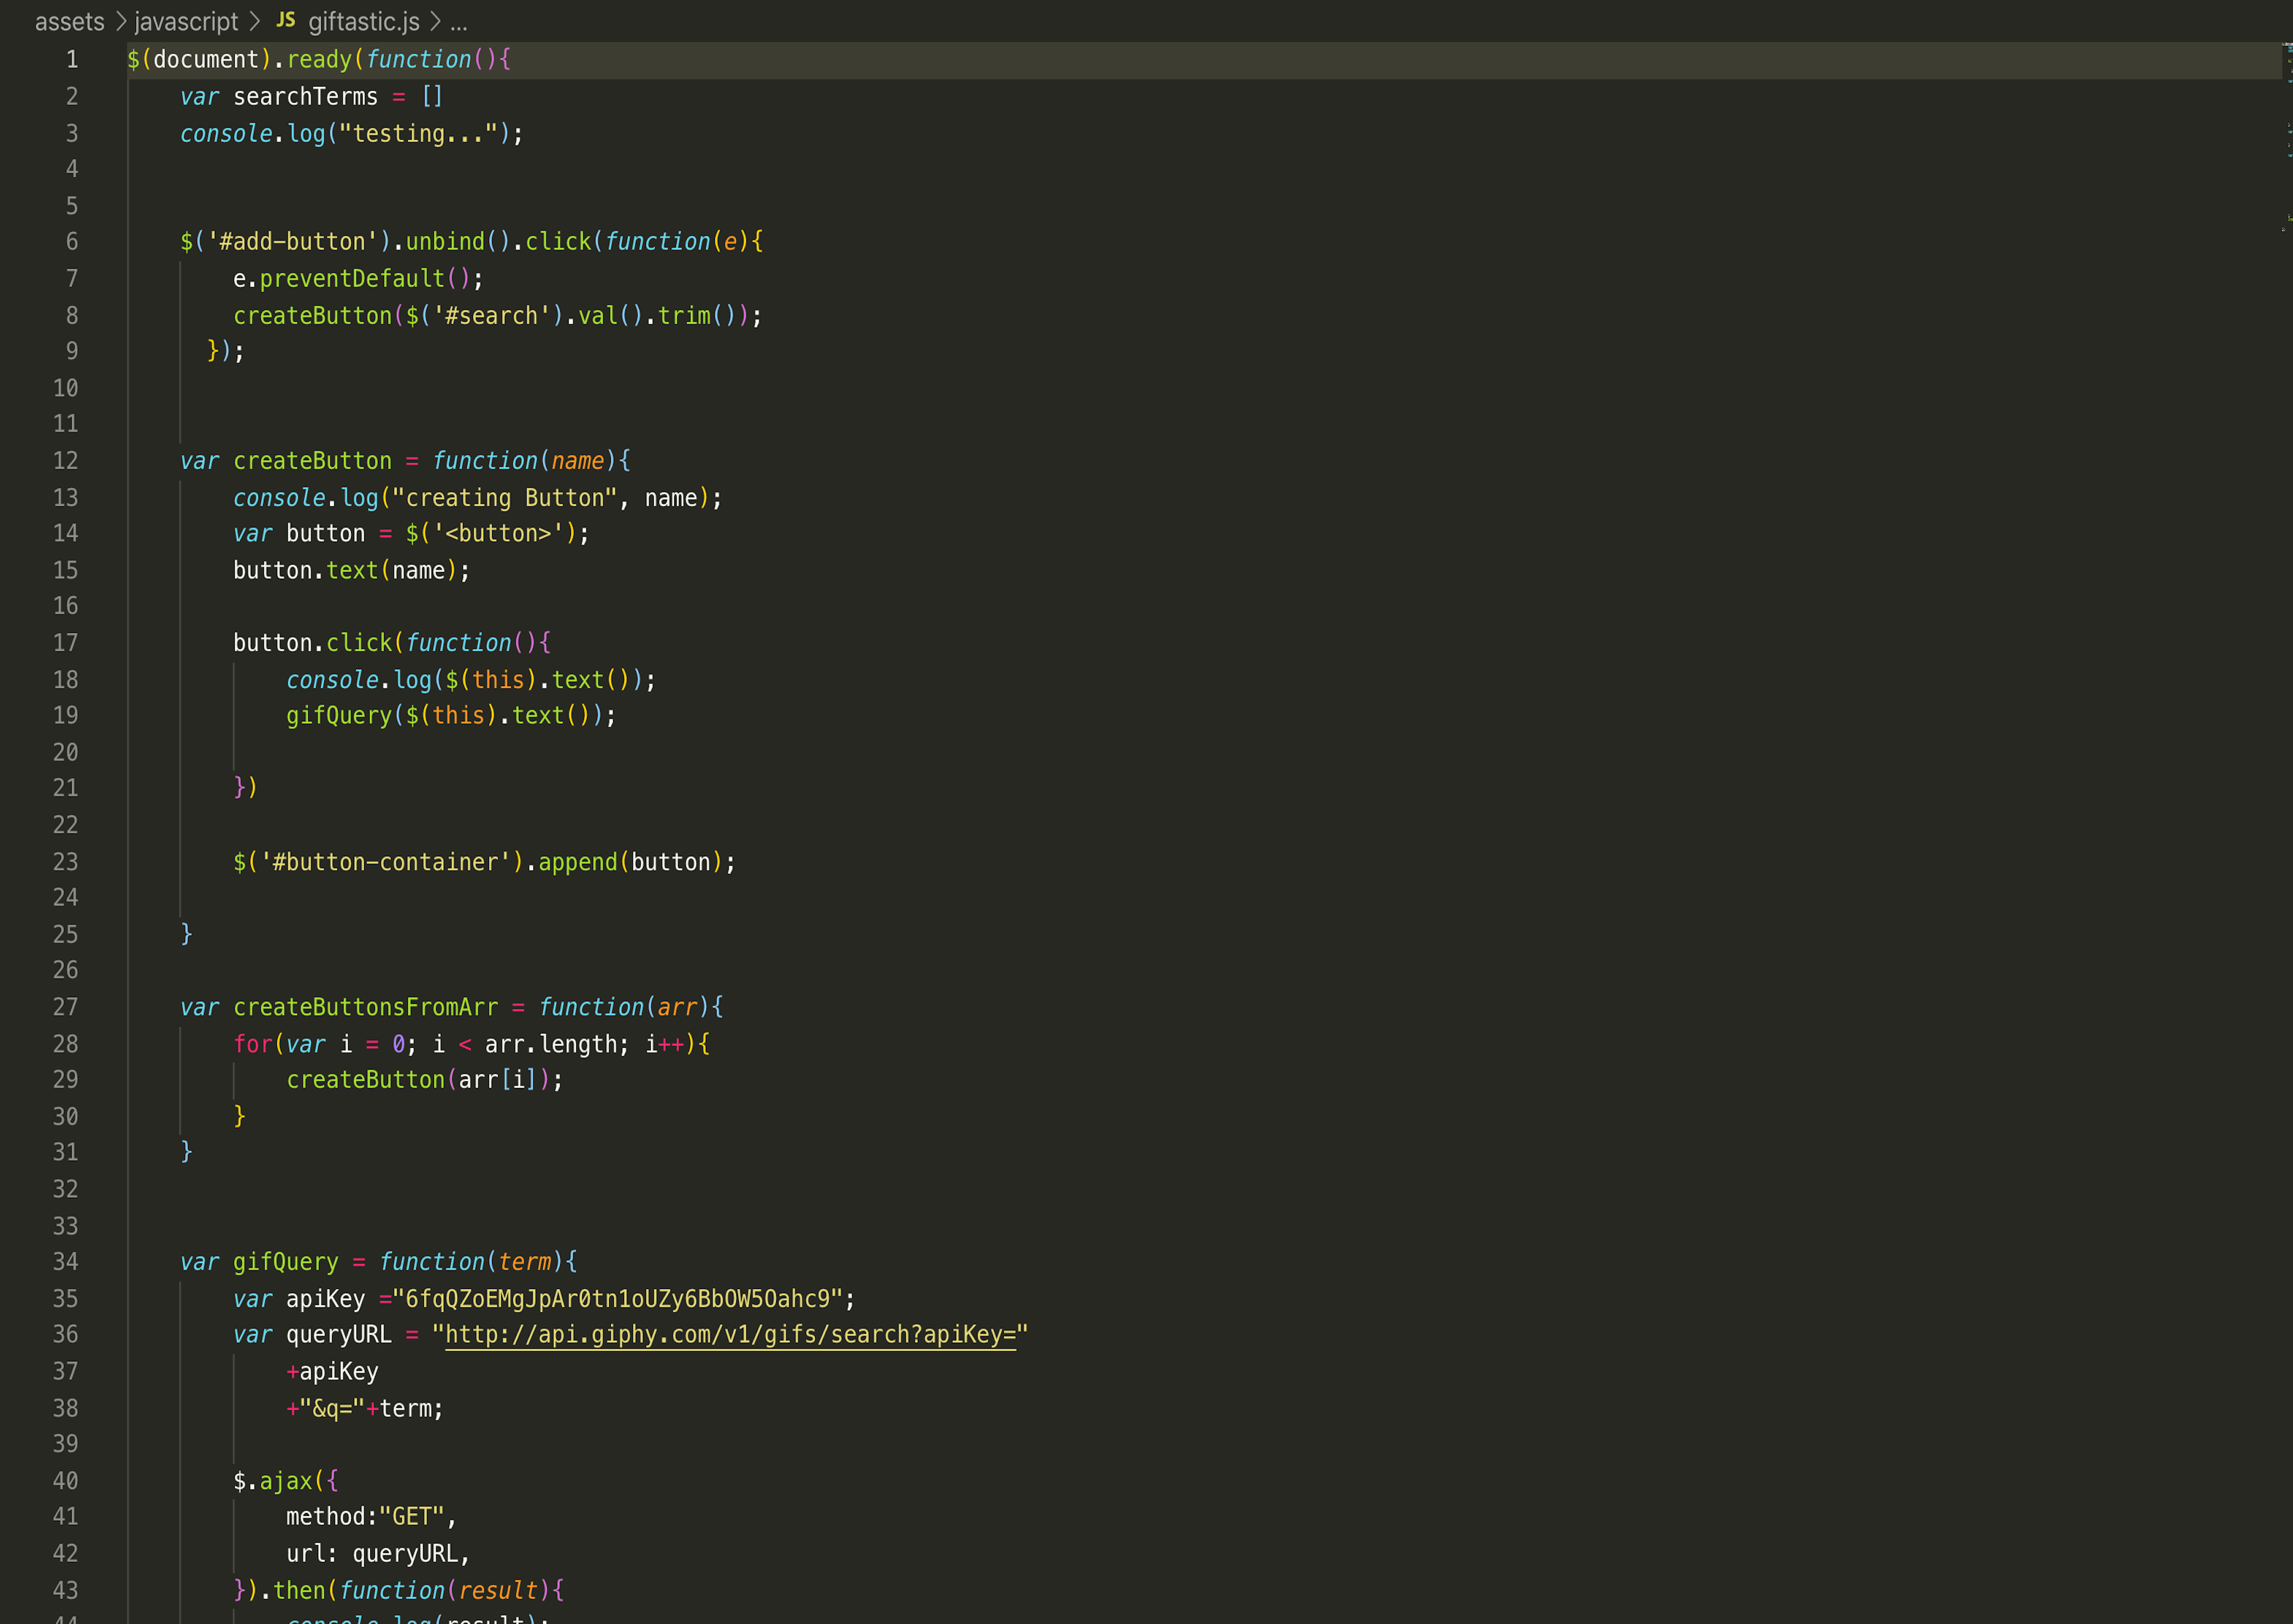 assets > javascript > JS giftastic.js > ...
1 $(document).ready(function(){
2     var searchTerms = []
3     console.log("testing...");
4
5
6     $('#add-button').unbind().click(function(e){
7         e.preventDefault();
8         createButton($('#search').val().trim());
9       });
10
11
12     var createButton = function(name){
13         console.log("creating Button", name);
14         var button = $('<button>');
15         button.text(name);
16
17         button.click(function(){
18             console.log($(this).text());
19             gifQuery($(this).text());
20
21         })
22
23         $('#button-container').append(button);
24
25     }
26
27     var createButtonsFromArr = function(arr){
28         for(var i = 0; i < arr.length; i++){
29             createButton(arr[i]);
30         }
31     }
32
33
34     var gifQuery = function(term){
35         var apiKey ="6fqQZoEMgJpAr0tn1oUZy6BbOW5Oahc9";
36         var queryURL = "http://api.giphy.com/v1/gifs/search?apiKey="
37             +apiKey
38             +"&q="+term;
39
40         $.ajax({
41             method:"GET",
42             url: queryURL,
43         }).then(function(result){
44             console.log(result);